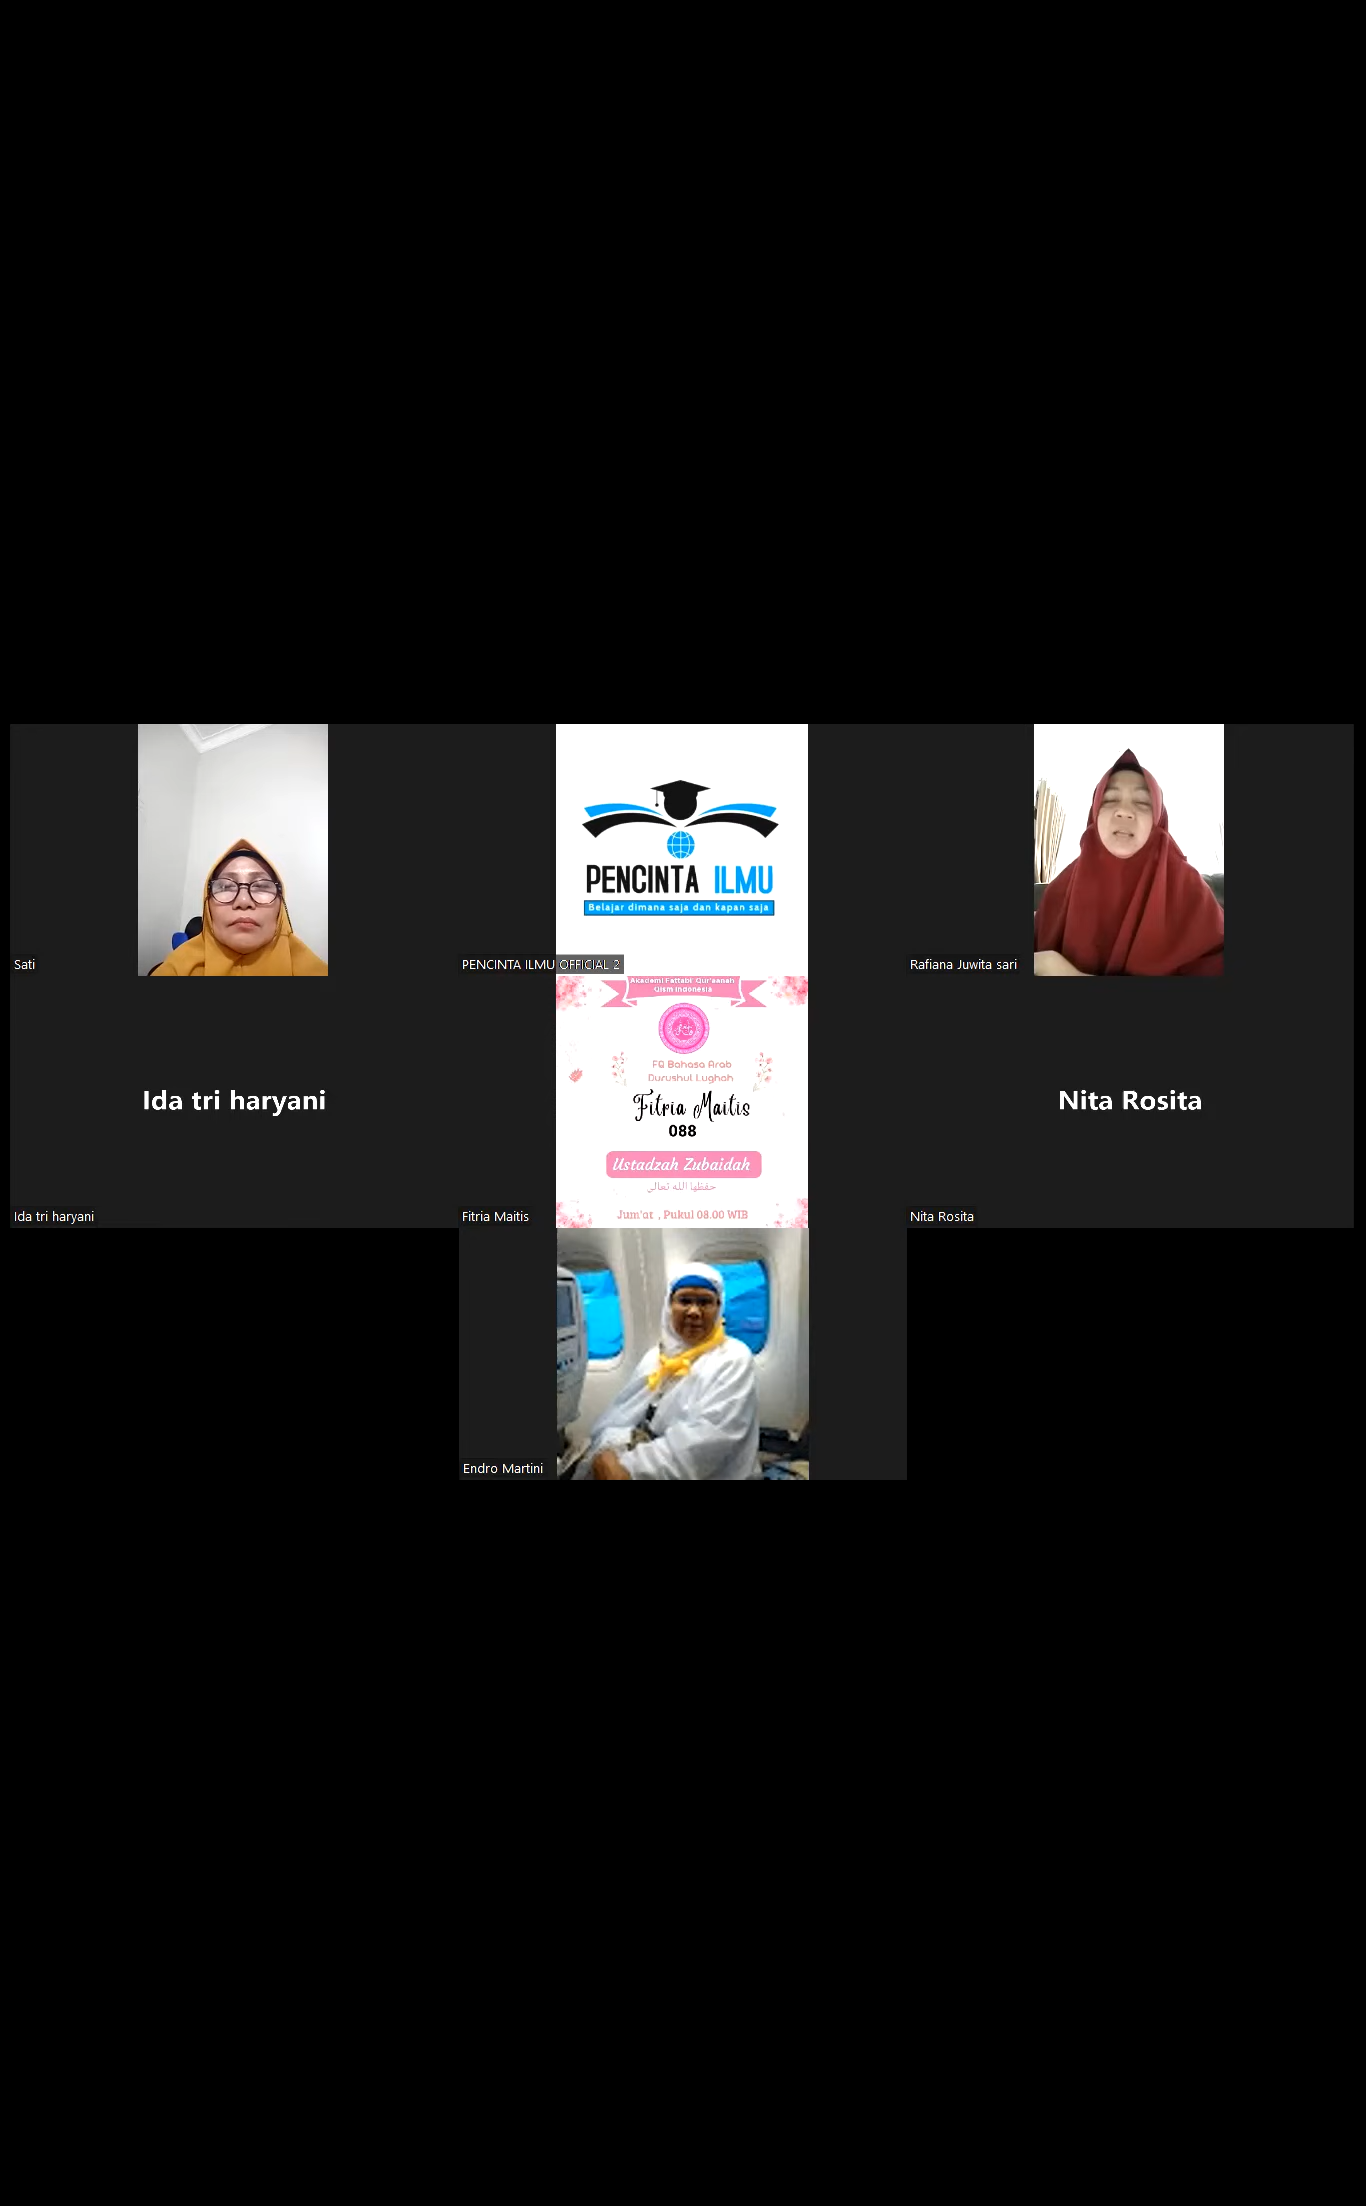 PENCINTA ILMU
Belajar dimana saja dan kapan saja
Sati
PENCINTA ILMU OFFICIAL 2
Rafiana Juwita sari
Ida tri haryani
Akademi Fattabi' Qur'aanah
Qism Indonesia
FQ Bahasa Arab
Durushul Lughah
Fitria Maitis
088
Ustadzah Zubaidah
حفظها الله تعالى
Jum'at , Pukul 08.00 WIB
Nita Rosita
Ida tri haryani
Fitria Maitis
Nita Rosita
Endro Martini